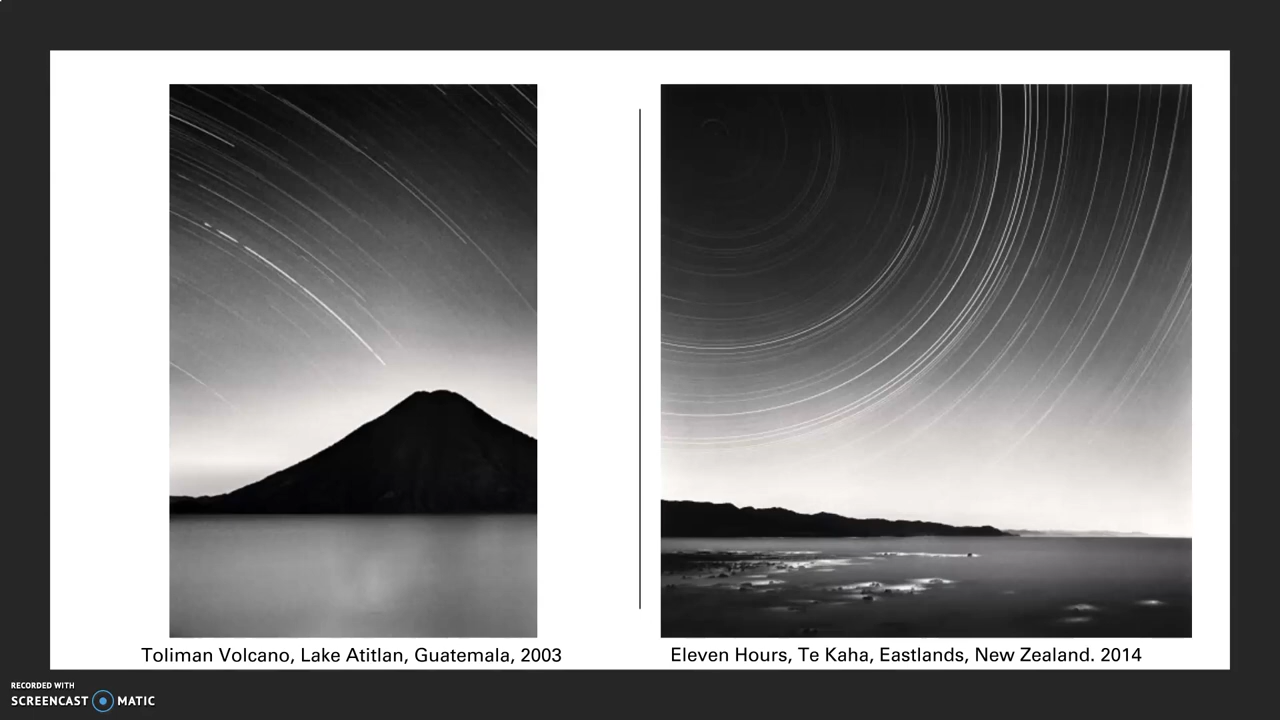 Toliman Volcano, Lake Atitlan, Guatemala, 2003
Eleven Hours, Te Kaha, Eastlands, New Zealand. 2014
RECORDED WITH
SCREENCAST MATIC